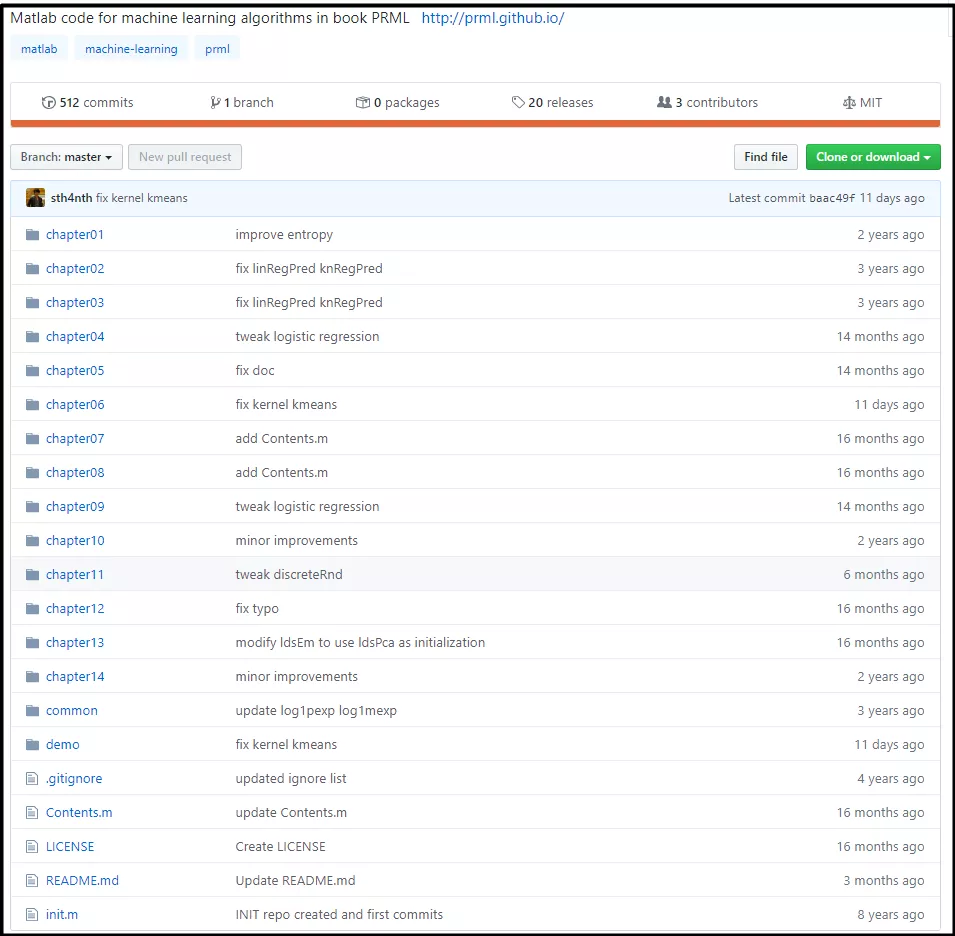 Matlab code for machine learning algorithms in book PRML http://prml.github.io/
matlab machine-learning prml
512 commits 1 branch 0 packages 20 releases 3 contributors MIT
Branch: master New pull request Find file Clone or download
sth4nth fix kernel kmeans Latest commit baac49f 11 days ago
chapter01 improve entropy 2 years ago
chapter02 fix linRegPred knRegPred 3 years ago
chapter03 fix linRegPred knRegPred 3 years ago
chapter04 tweak logistic regression 14 months ago
chapter05 fix doc 14 months ago
chapter06 fix kernel kmeans 11 days ago
chapter07 add Contents.m 16 months ago
chapter08 add Contents.m 16 months ago
chapter09 tweak logistic regression 14 months ago
chapter10 minor improvements 2 years ago
chapter11 tweak discreteRnd 6 months ago
chapter12 fix typo 16 months ago
chapter13 modify ldsEm to use ldsPca as initialization 16 months ago
chapter14 minor improvements 2 years ago
common update log1pexp log1mexp 3 years ago
demo fix kernel kmeans 11 days ago
.gitignore updated ignore list 4 years ago
Contents.m update Contents.m 16 months ago
LICENSE Create LICENSE 16 months ago
README.md Update README.md 3 months ago
init.m INIT repo created and first commits 8 years ago